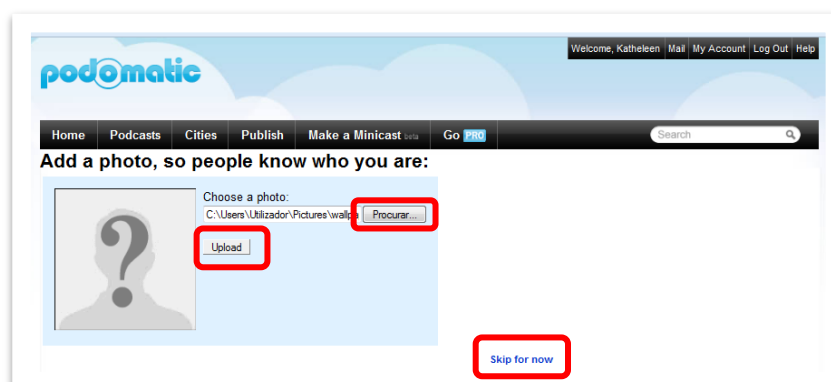 Welcome, Katheleen Mail My Account Log Out Help
podomatic
Home Podcasts Cities Publish Make a Minicast beta Go PRO Search
Add a photo, so people know who you are:
Choose a photo:
C:\Users\Utilizador\Pictures\wallpa Procurar...
Upload
Skip for now